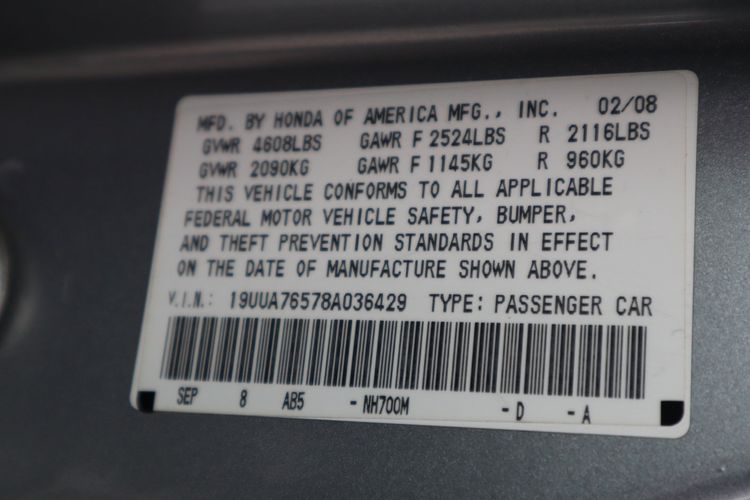 MFD. BY HONDA OF AMERICA MFG., INC. 02/08
GVWR 4608LBS GAWR F 2524LBS R 2116LBS
GVWR 2090KG GAWR F 1145KG R 960KG
THIS VEHICLE CONFORMS TO ALL APPLICABLE
FEDERAL MOTOR VEHICLE SAFETY, BUMPER,
AND THEFT PREVENTION STANDARDS IN EFFECT
ON THE DATE OF MANUFACTURE SHOWN ABOVE.
V.I.N.: 19UUA76578A036429 TYPE: PASSENGER CAR
SEP 8 AB5 - NH700M - D - A